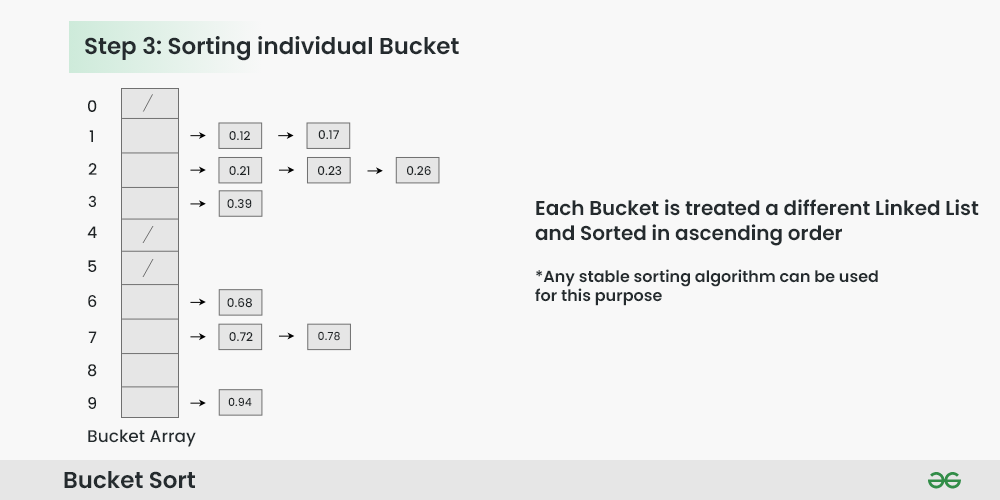 Step 3: Sorting individual Bucket
0 /
1 → 0.12 → 0.17
2 → 0.21 → 0.23 → 0.26
3 → 0.39
4 /
5 /
6 → 0.68
7 → 0.72 → 0.78
8
9 → 0.94
Bucket Array
Each Bucket is treated a different Linked List
and Sorted in ascending order
*Any stable sorting algorithm can be used
for this purpose
Bucket Sort